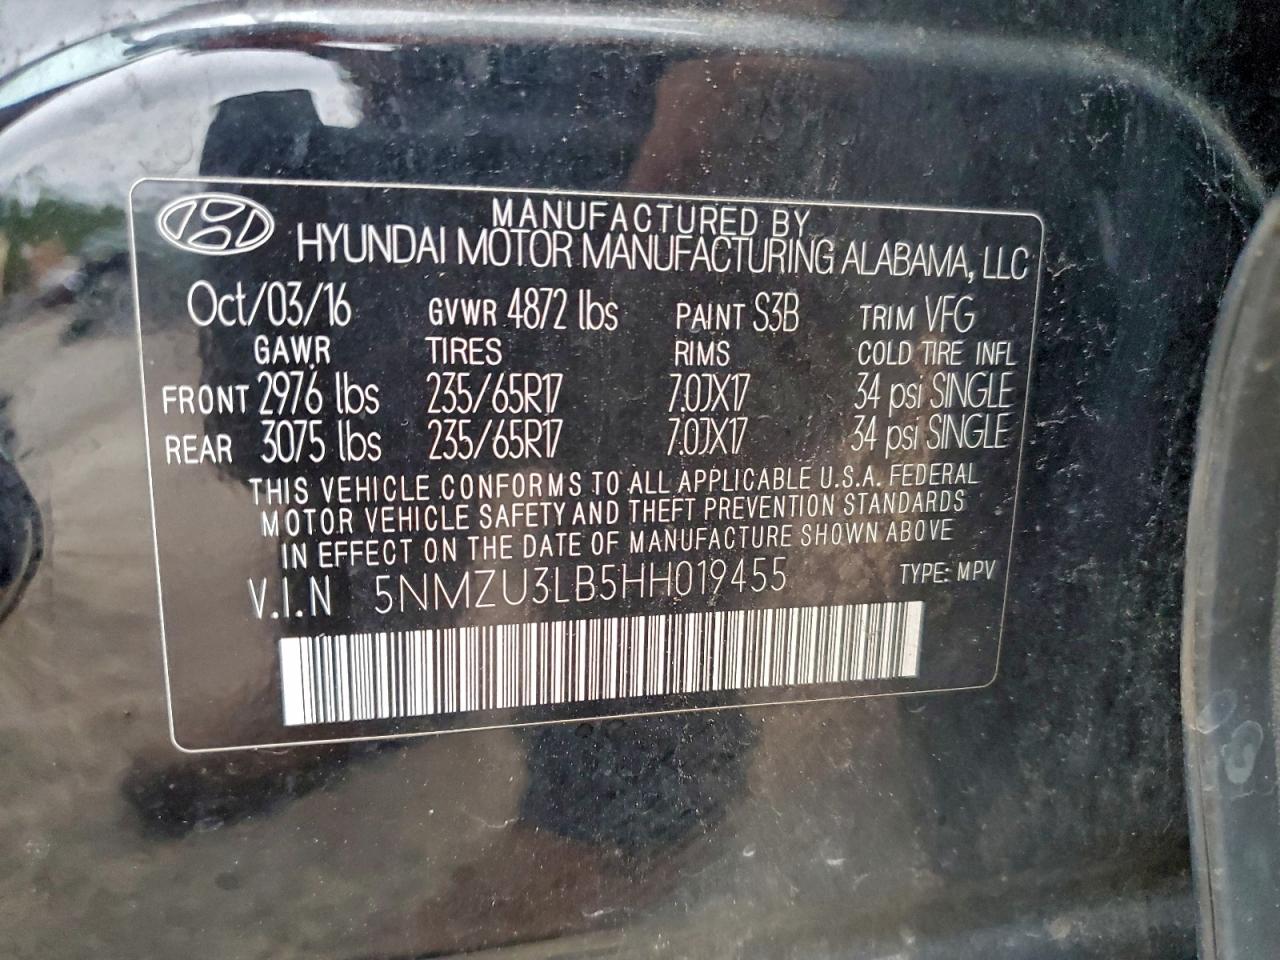 MANUFACTURED BY
HYUNDAI MOTOR MANUFACTURING ALABAMA, LLC
Oct/03/16 GVWR 4872 lbs PAINT S3B TRIM VFG
GAWR TIRES RIMS COLD TIRE INFL
FRONT 2976 lbs 235/65R17 7.0JX17 34 psi SINGLE
REAR 3075 lbs 235/65R17 7.0JX17 34 psi SINGLE
THIS VEHICLE CONFORMS TO ALL APPLICABLE U.S.A. FEDERAL
MOTOR VEHICLE SAFETY AND THEFT PREVENTION STANDARDS
IN EFFECT ON THE DATE OF MANUFACTURE SHOWN ABOVE
V.I.N 5NMZU3LB5HH019455 TYPE: MPV